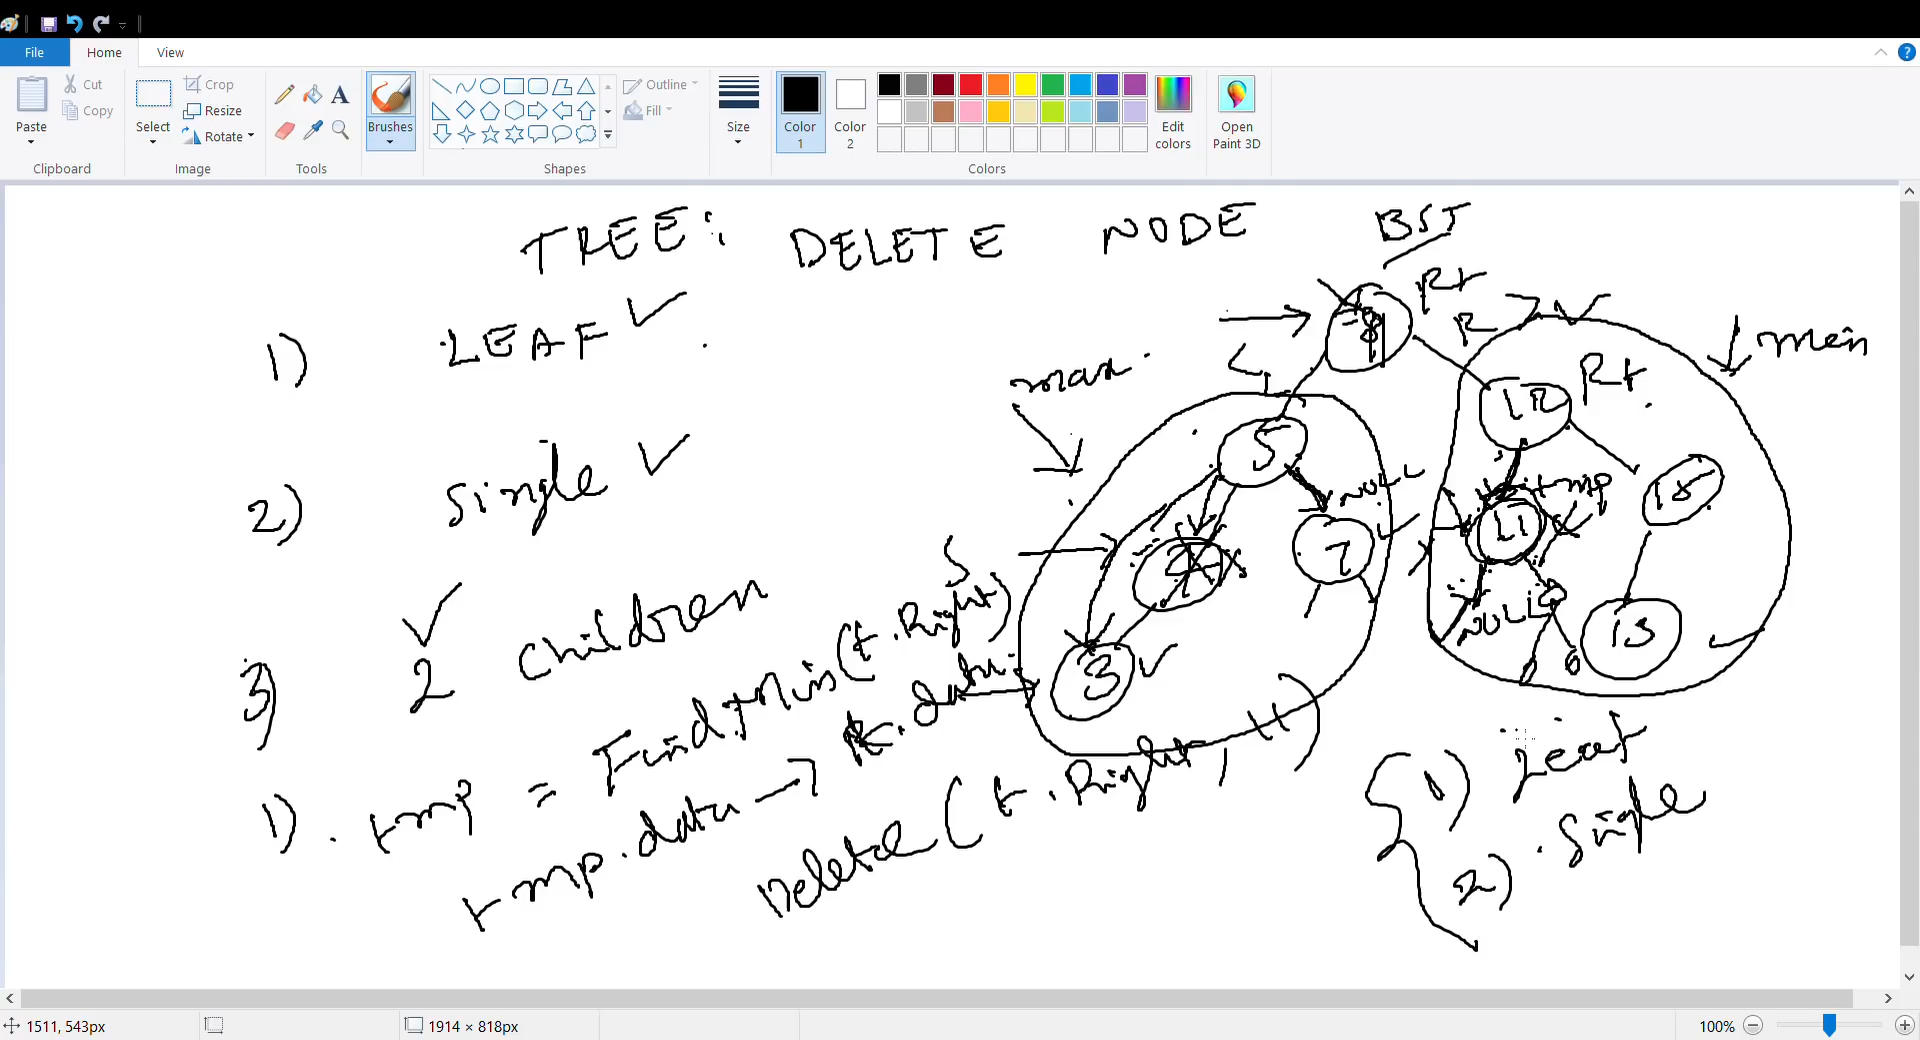 File Home View
Paste
Cut
Copy
Clipboard
Select
Crop
Resize
Rotate
Image
Tools
Brushes
Shapes
Outline
Fill
Size
Color 1
Color 2
Edit colors
Colors
Open Paint 3D
TREE: DELETE NODE BST
1) LEAF
2) Single
3) 2 children
1). tmp = FindMin(t.Right)
tmp.data → t.data
Delete(t.Right, 11)
max
L
Rt
R
min
Rt
5
12
NULL
tmp
15
11
7
NULL
13
3
1) Leaf
2) Single
1511, 543px
1914 × 818px
100%